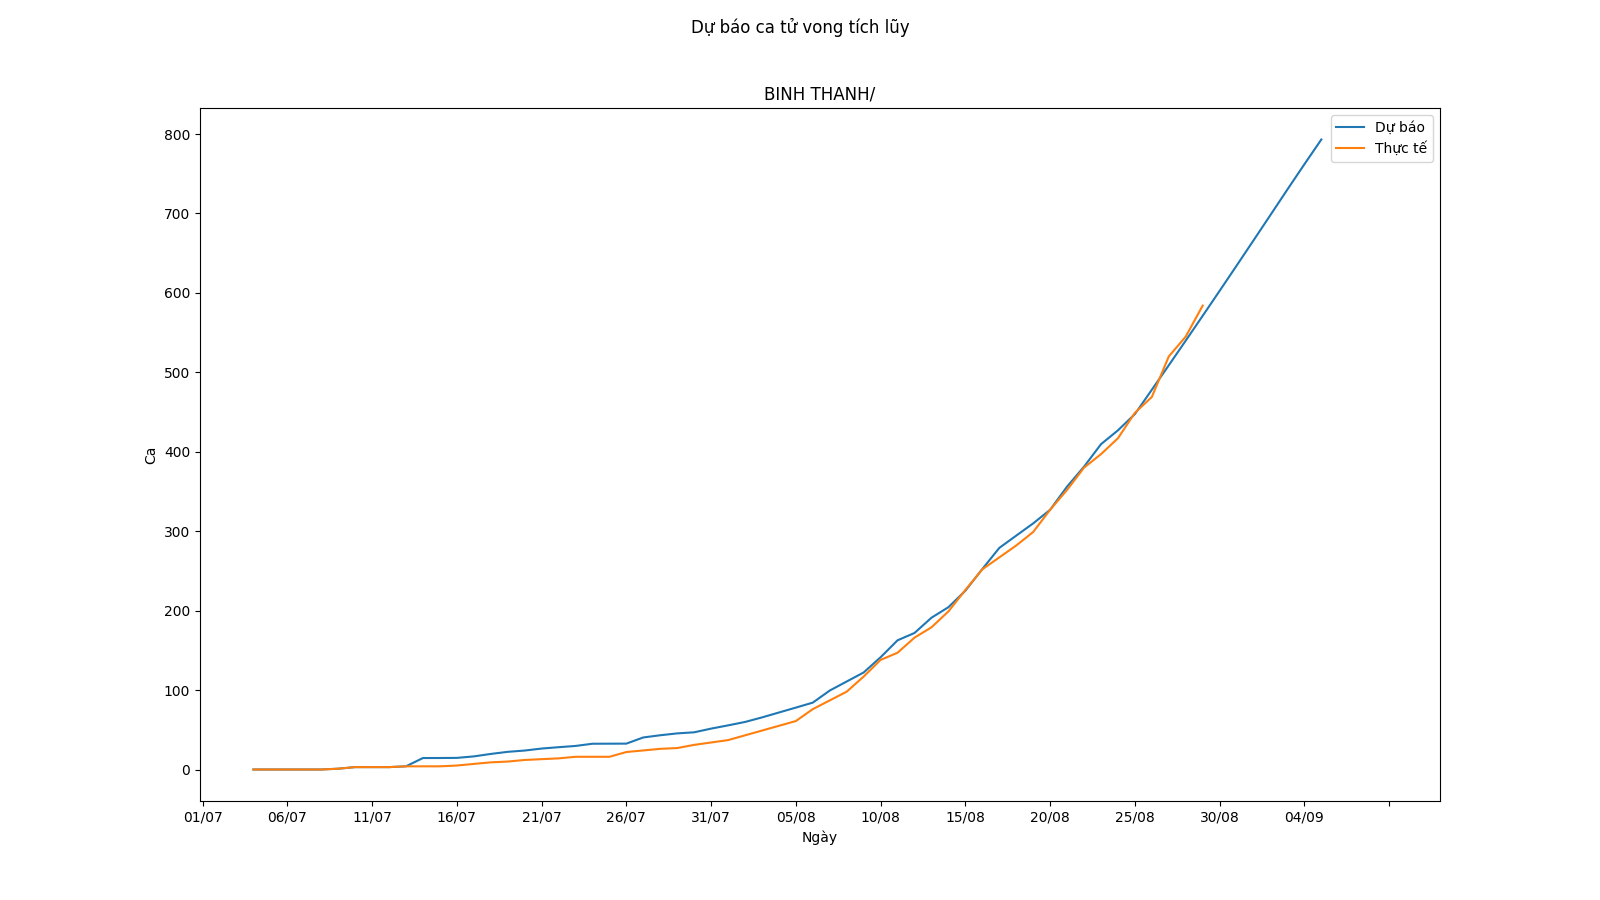 Dự báo ca tử vong tích lũy
BINH THANH/
Dự báo
Thực tế
800
700
600
500
400
300
200
100
0
Ca
01/07 06/07 11/07 16/07 21/07 26/07 31/07 05/08 10/08 15/08 20/08 25/08 30/08 04/09
Ngày